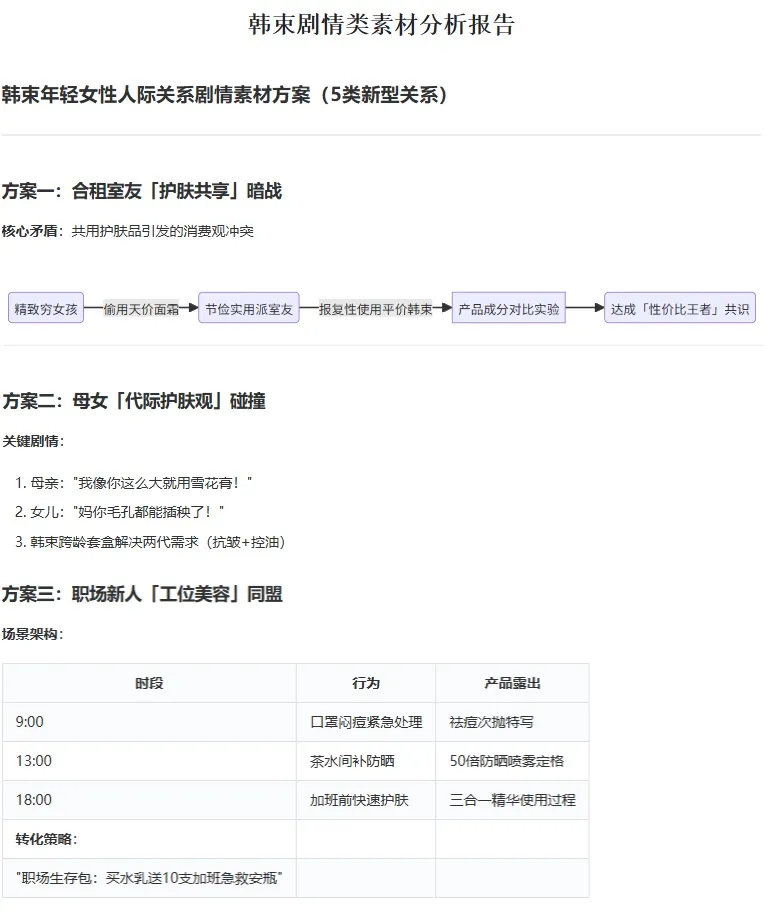 韩束剧情类素材分析报告
韩束年轻女性人际关系剧情素材方案（5类新型关系）
方案一：合租室友「护肤共享」暗战
核心矛盾：共用护肤品引发的消费观冲突
精致穷女孩 偷用天价面霜 节俭实用派室友 报复性使用平价韩束 产品成分对比实验 达成「性价比王者」共识
方案二：母女「代际护肤观」碰撞
关键剧情：
1. 母亲："我像你这么大就用雪花膏！"
2. 女儿："妈你毛孔都能插秧了！"
3. 韩束跨龄套盒解决两代需求（抗皱+控油）
方案三：职场新人「工位美容」同盟
场景架构：
时段 行为 产品露出
9:00 口罩闷痘紧急处理 祛痘次抛特写
13:00 茶水间补防晒 50倍防晒喷雾定格
18:00 加班前快速护肤 三合一精华使用过程
转化策略：
"职场生存包：买水乳送10支加班急救安瓶"